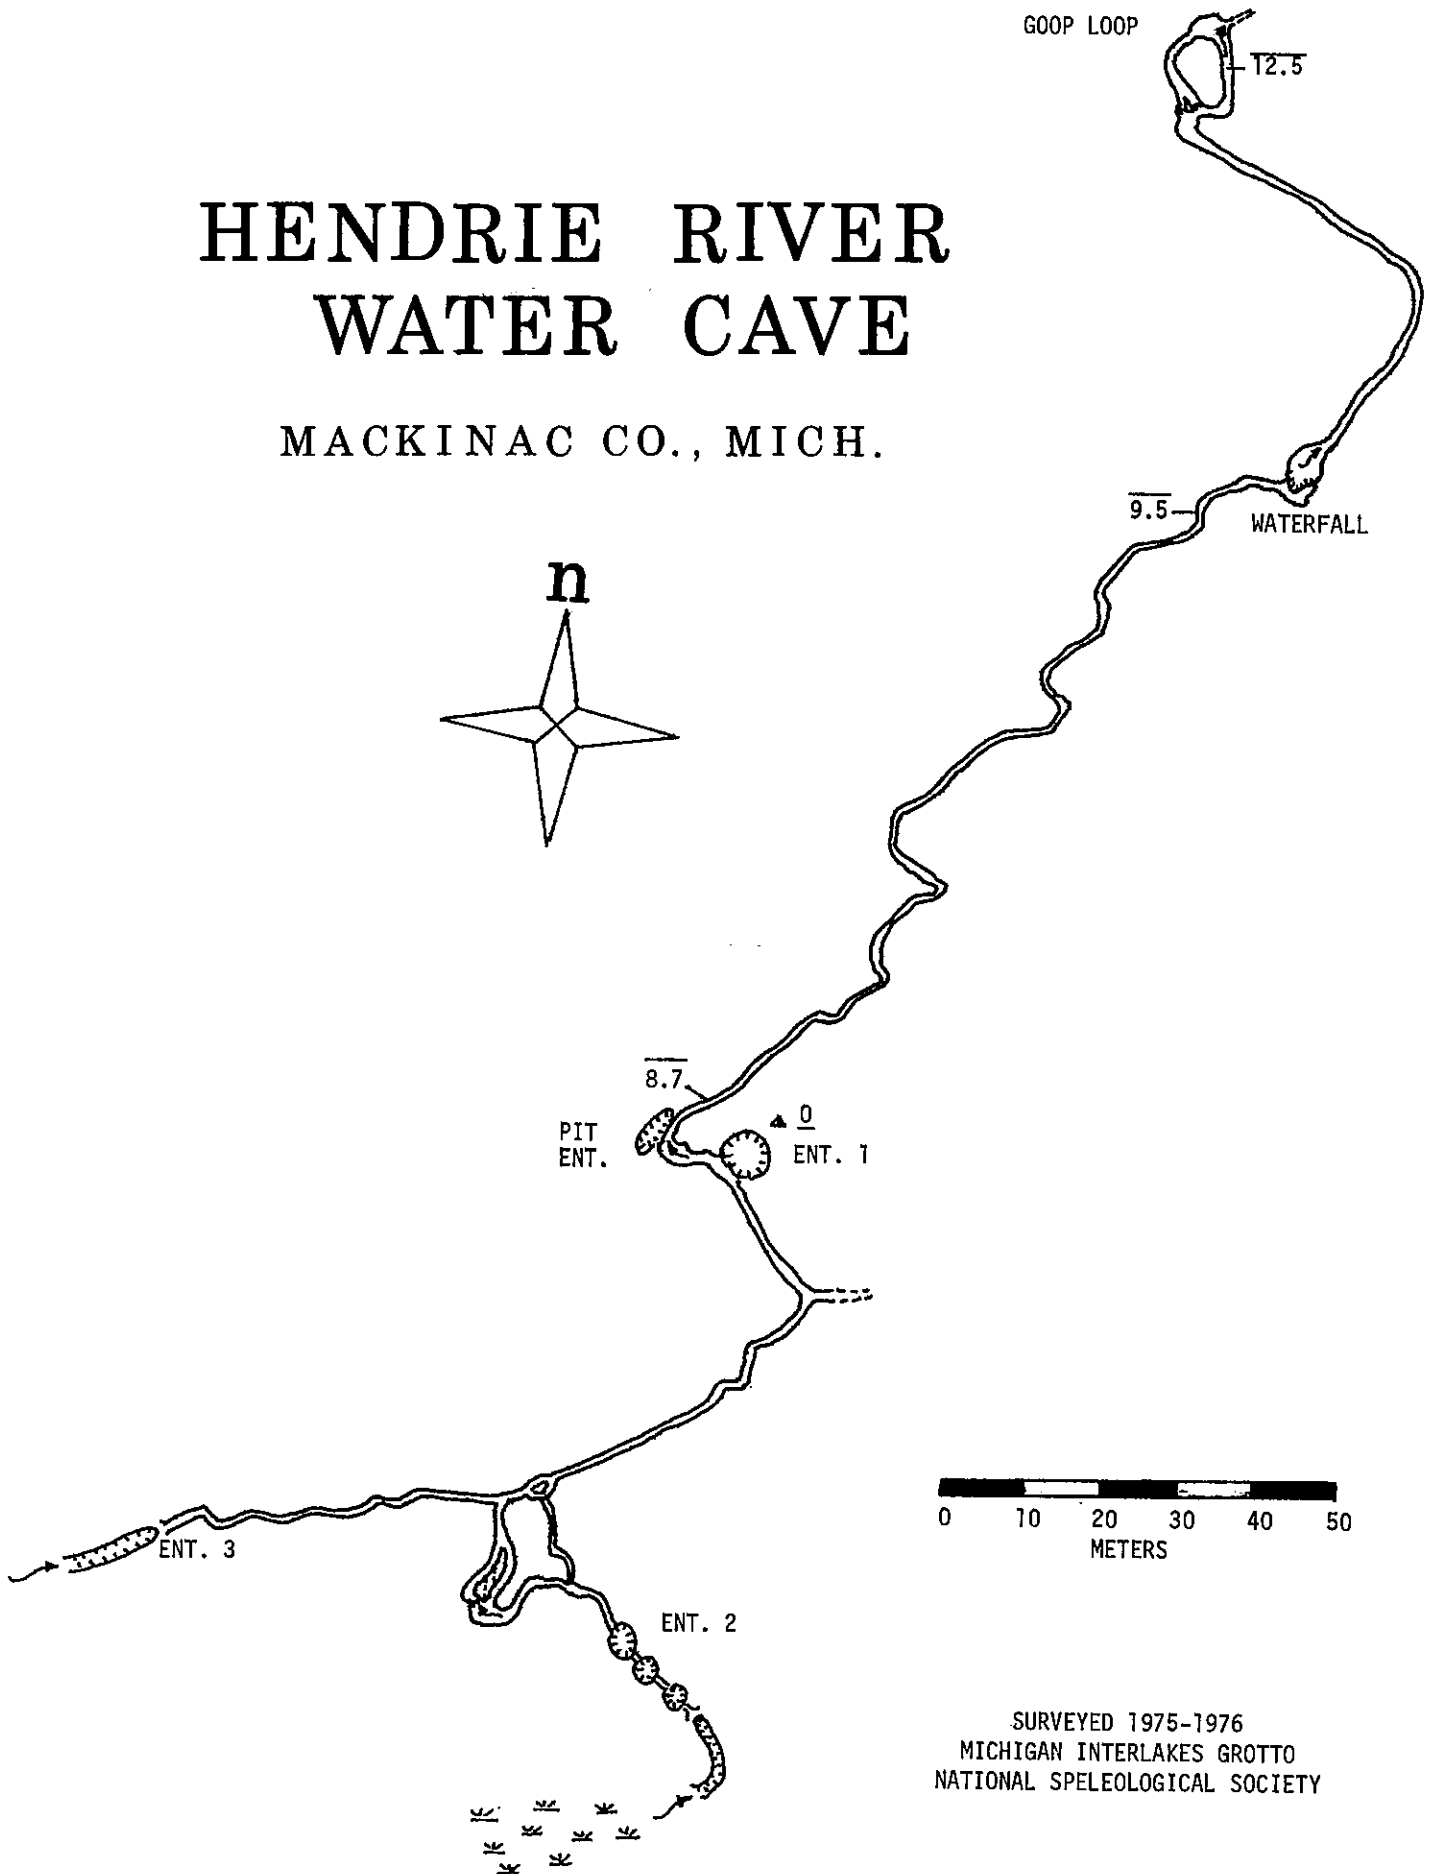 GOOP LOOP
12.5
HENDRIE RIVER
WATER CAVE
MACKINAC CO., MICH.
9.5
WATERFALL
n
8.7
PIT
ENT.
0
ENT. 1
0 10 20 30 40 50
METERS
ENT. 3
ENT. 2
SURVEYED 1975-1976
MICHIGAN INTERLAKES GROTTO
NATIONAL SPELEOLOGICAL SOCIETY